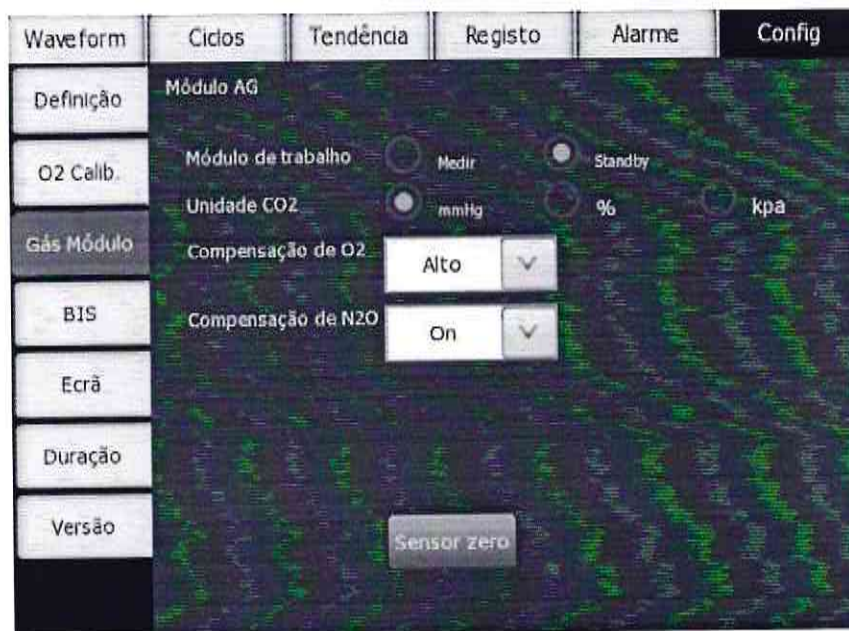 Waveform Ciclos Tendência Registo Alarme Config
Definição
O2 Calib.
Gás Módulo
BIS
Ecrã
Duração
Versão
Módulo AG
Módulo de trabalho Medir Standby
Unidade CO2 mmHg % kpa
Compensação de O2 Alto
Compensação de N2O On
Sensor zero